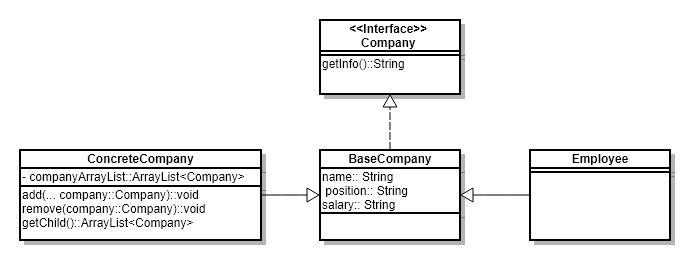 <<Interface>>
Company
getInfo()::String
ConcreteCompany
- companyArrayList::ArrayList<Company>
add(... company::Company)::void
remove(company::Company)::void
getChild()::ArrayList<Company>
BaseCompany
name:: String
position:: String
salary:: String
Employee